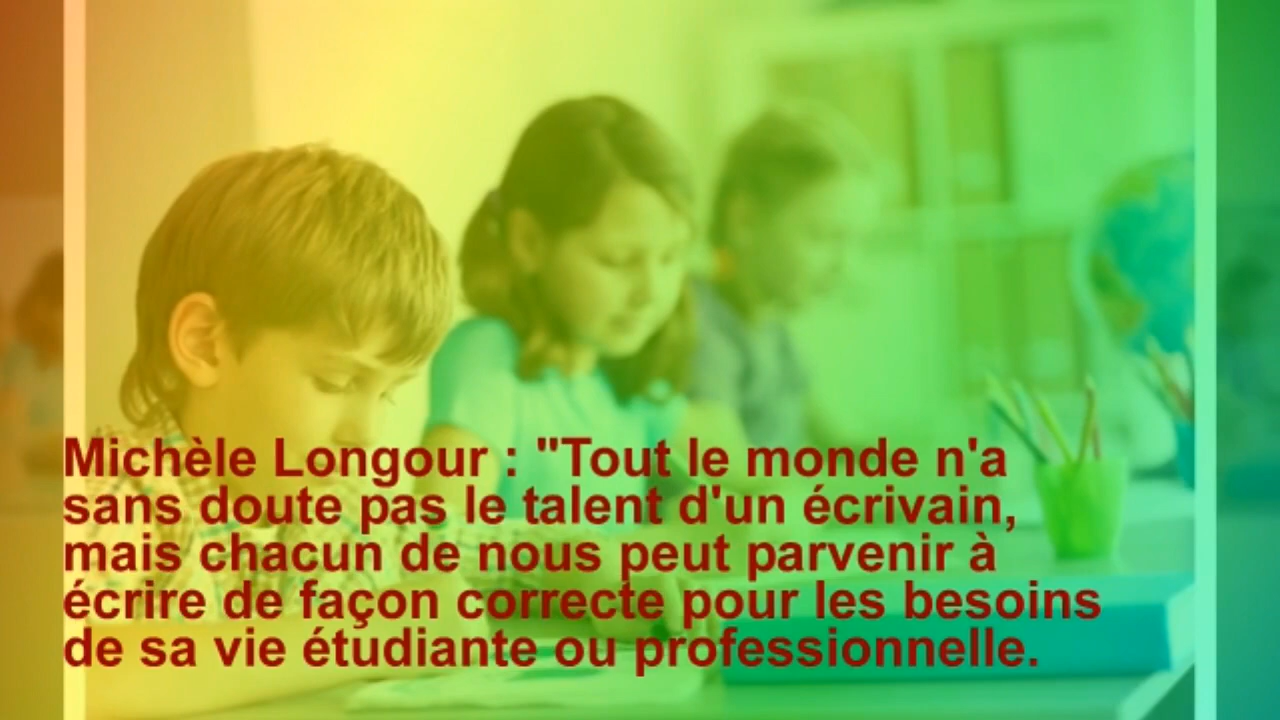 Michèle Longour : "Tout le monde n'a
sans doute pas le talent d'un écrivain,
mais chacun de nous peut parvenir à
écrire de façon correcte pour les besoins
de sa vie étudiante ou professionnelle.